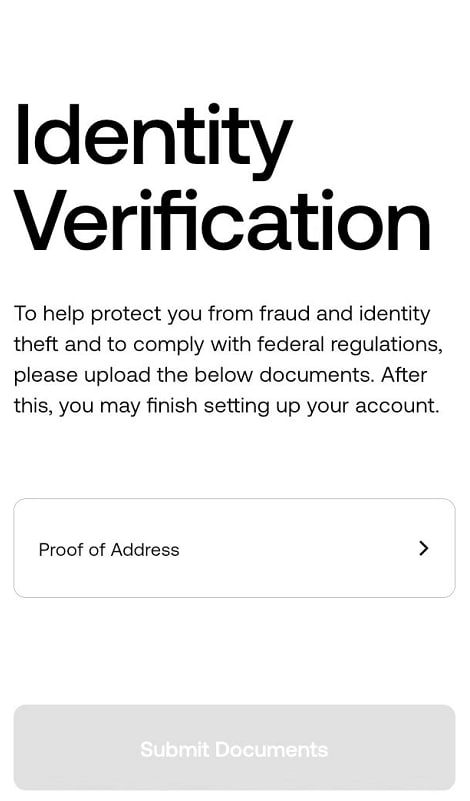 Identity
Verification
To help protect you from fraud and identity
theft and to comply with federal regulations,
please upload the below documents. After
this, you may finish setting up your account.
Proof of Address
Submit Documents